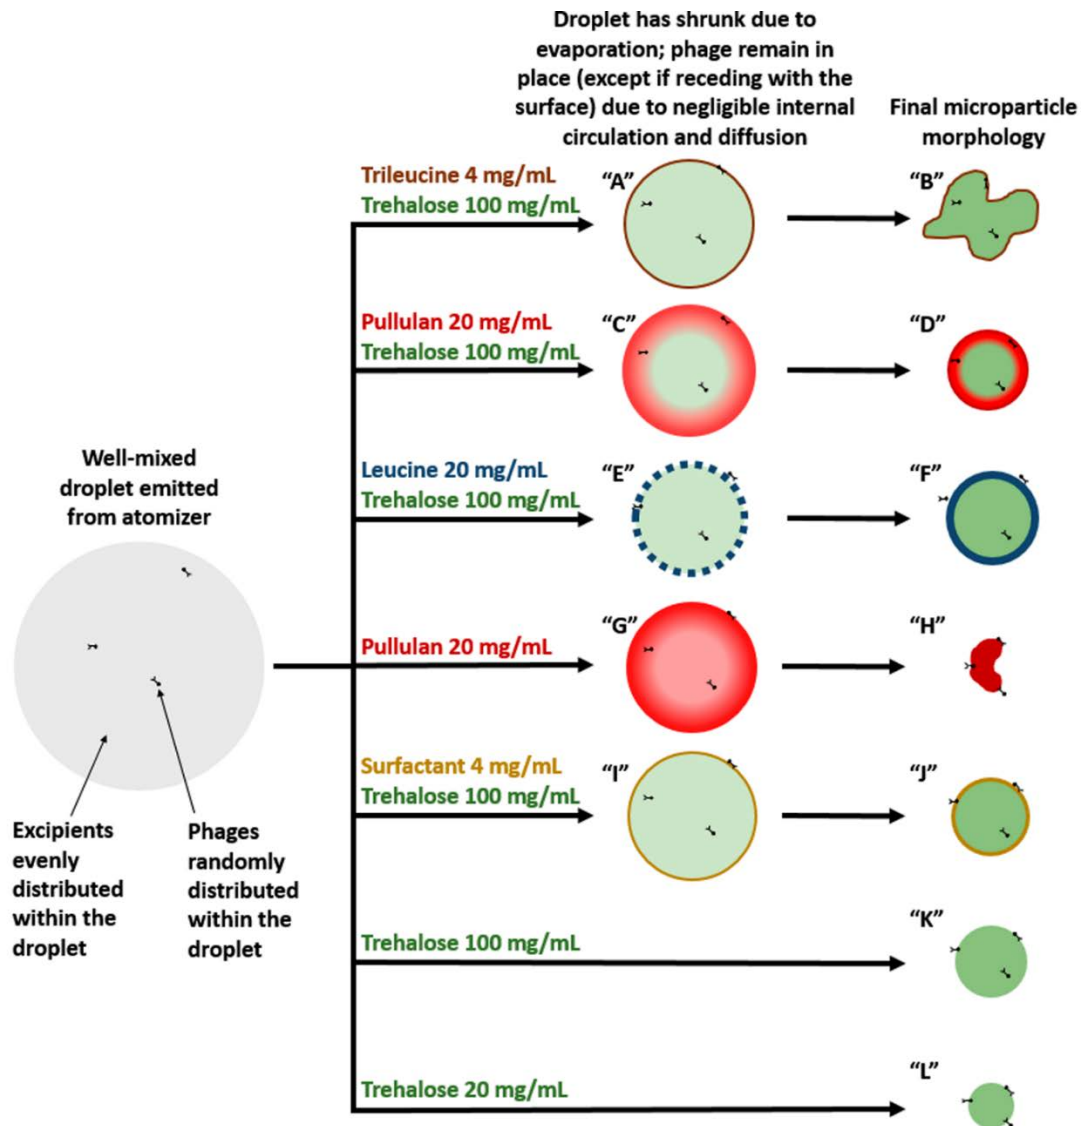 Droplet has shrunk due to
evaporation; phage remain in
place (except if receding with the
surface) due to negligible internal
circulation and diffusion
Final microparticle
morphology
Trileucine 4 mg/mL
Trehalose 100 mg/mL
“A”
“B”
Pullulan 20 mg/mL
Trehalose 100 mg/mL
“C”
“D”
Well-mixed
droplet emitted
from atomizer
Leucine 20 mg/mL
Trehalose 100 mg/mL
“E”
“F”
Pullulan 20 mg/mL
“G”
“H”
Surfactant 4 mg/mL
Trehalose 100 mg/mL
“I”
“J”
Excipients
evenly
distributed
within the
droplet
Phages
randomly
distributed
within the
droplet
Trehalose 100 mg/mL
“K”
Trehalose 20 mg/mL
“L”